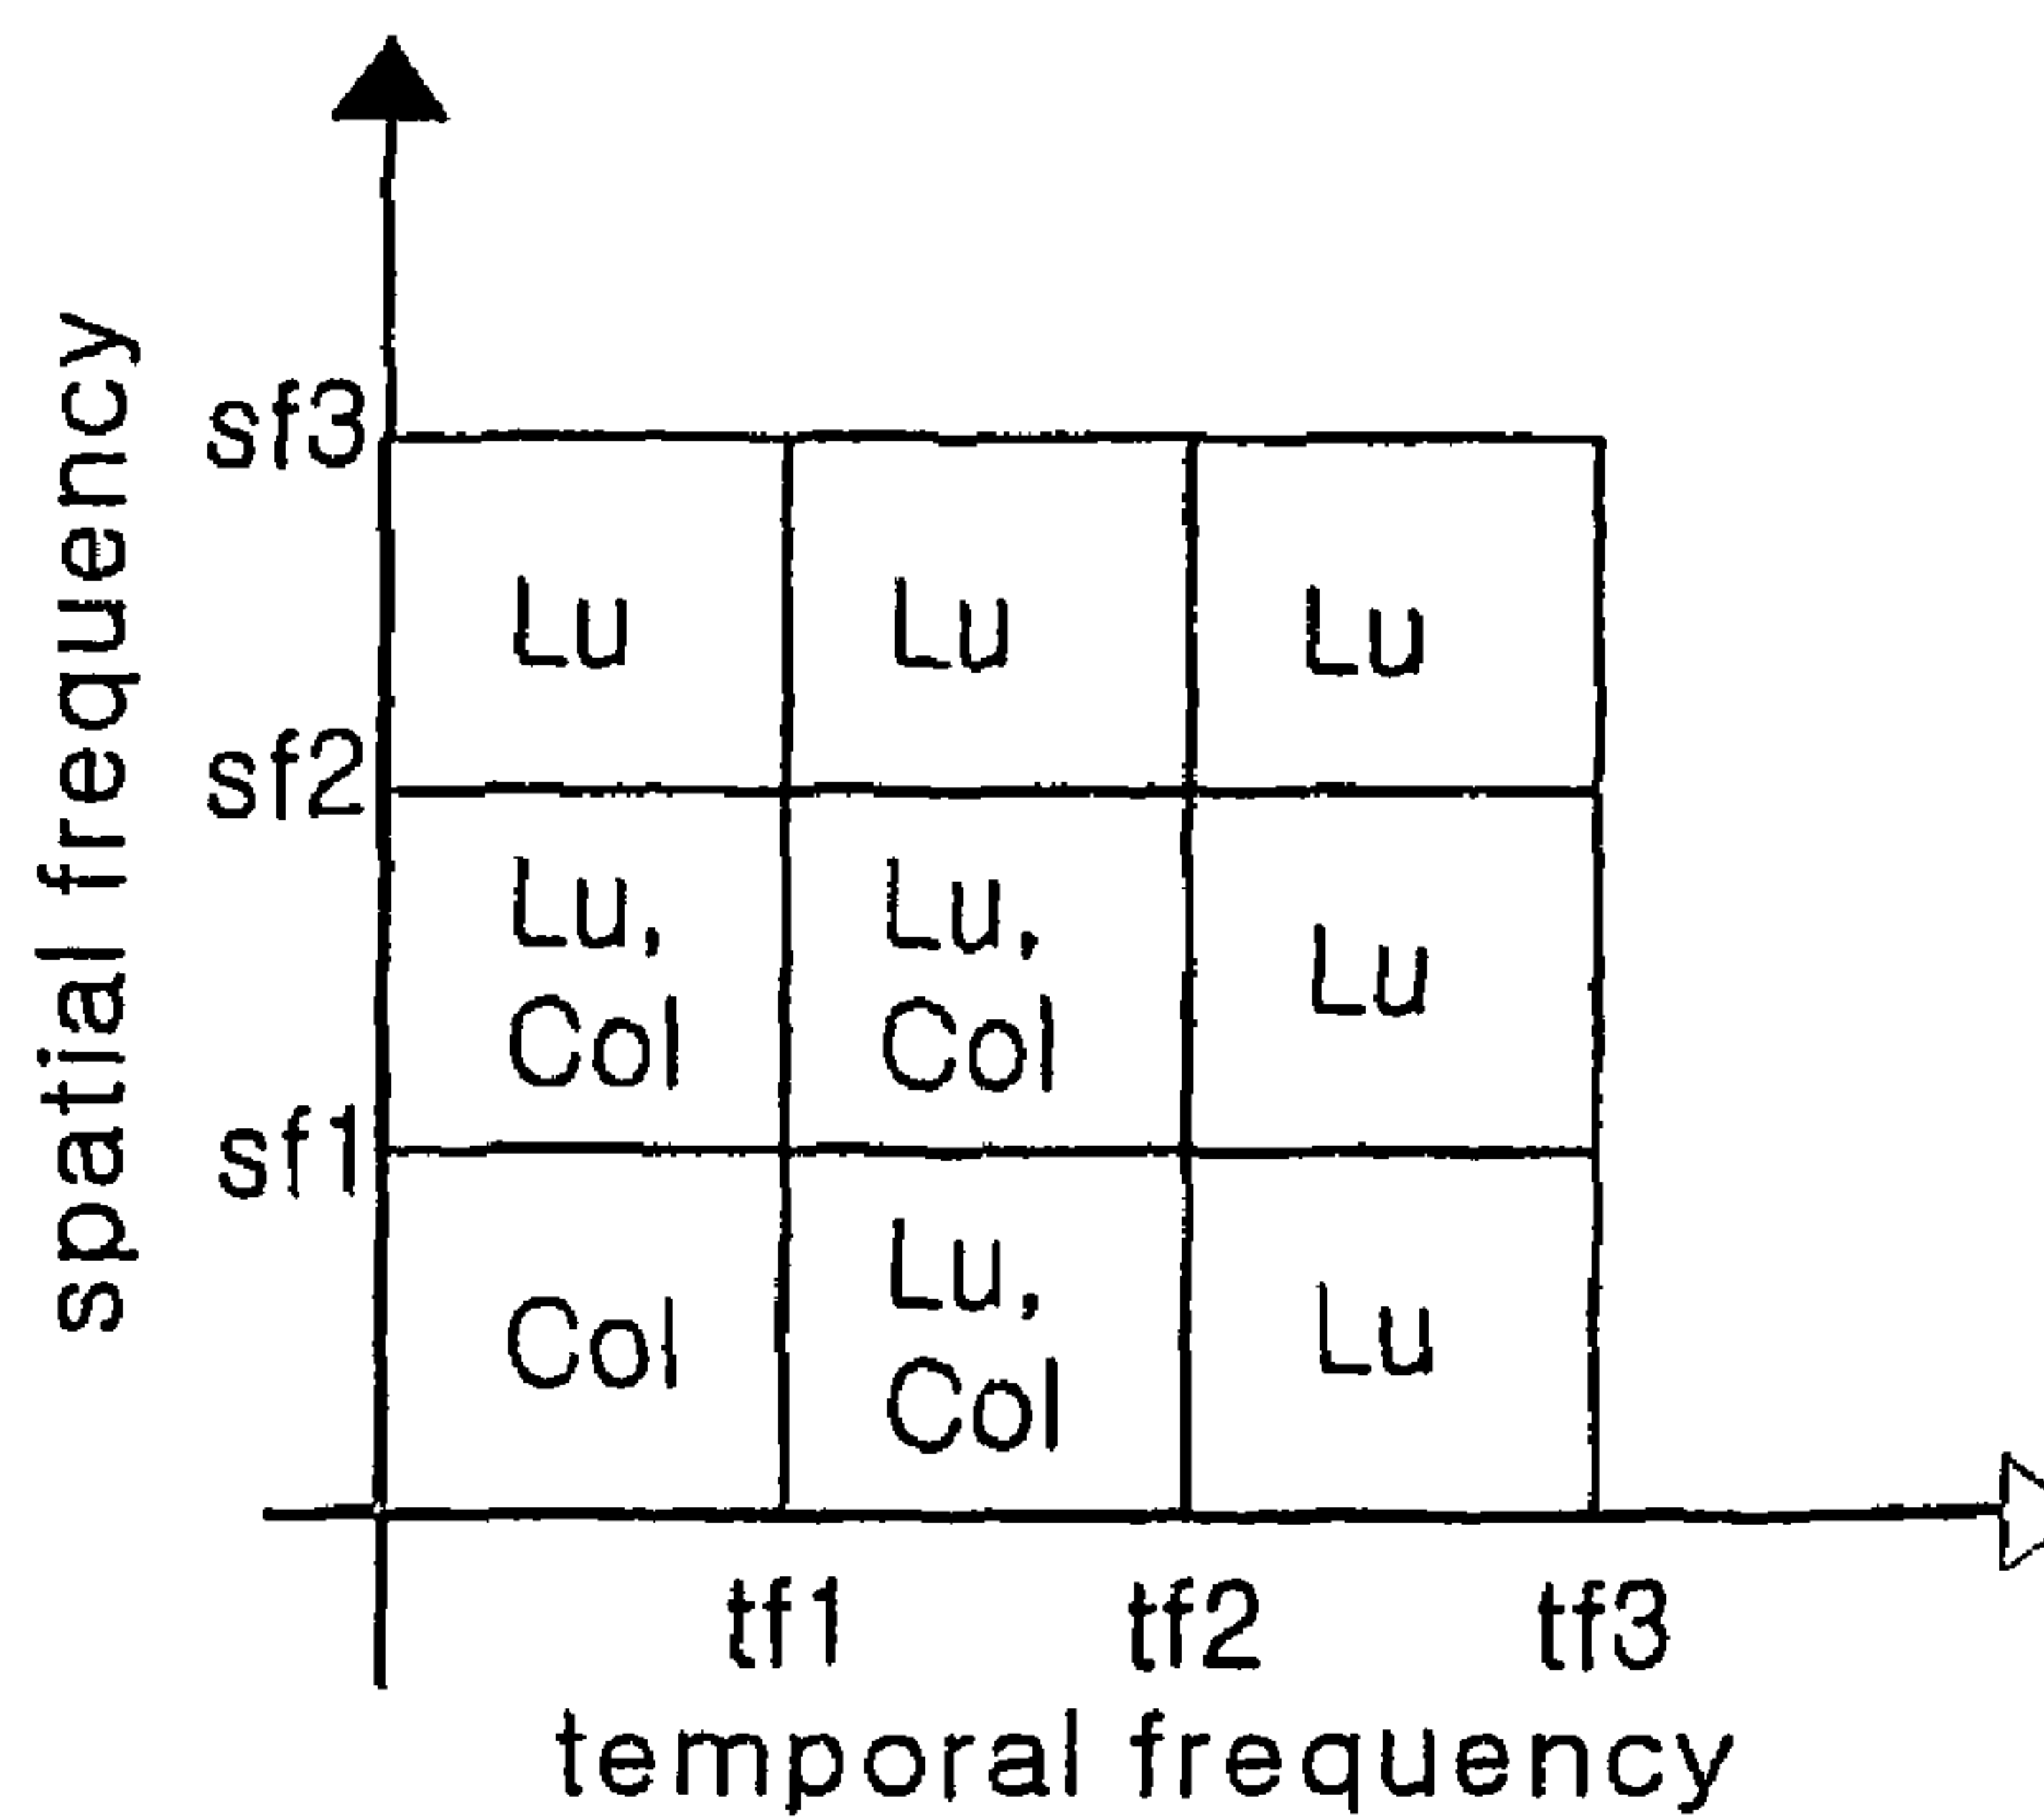 spatial frequency
sf3
Lu Lu Lu
sf2
Lu, Lu,
Lu
Col Col
sf1
Lu,
Col Lu
Col
tf1 tf2 tf3
temporal frequency